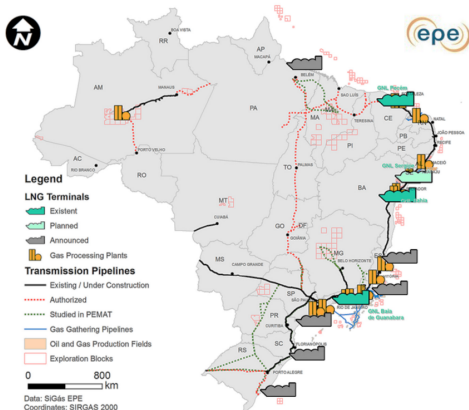 N
epe
BOA VISTA
RR
AP
MACAPÁ
BELÉM
SÃO LUÍS
GNL Pecém
AM
MANAUS
PA
MA
TERESINA
CE
NATAL
PB
JOÃO PESSOA
PI
PE
RECIFE
AC
PORTO VELHO
RIO BRANCO
RO
TO
PALMAS
MACEIÓ
BA
MT
CUIABÁ
GO
DF
GOIÂNIA
MG
BELO HORIZONTE
MS
CAMPO GRANDE
SP
RIO DE JANEIRO
GNL Baía
de Guanabara
PR
CURITIBA
SC
FLORIANÓPOLIS
RS
PORTO ALEGRE
Legend
LNG Terminals
Existent
Planned
Announced
Gas Processing Plants
Transmission Pipelines
Existing / Under Construction
Authorized
Studied in PEMAT
Gas Gathering Pipelines
Oil and Gas Production Fields
Exploration Blocks
0 800
km
Data: SiGás EPE
Coordinates: SIRGAS 2000